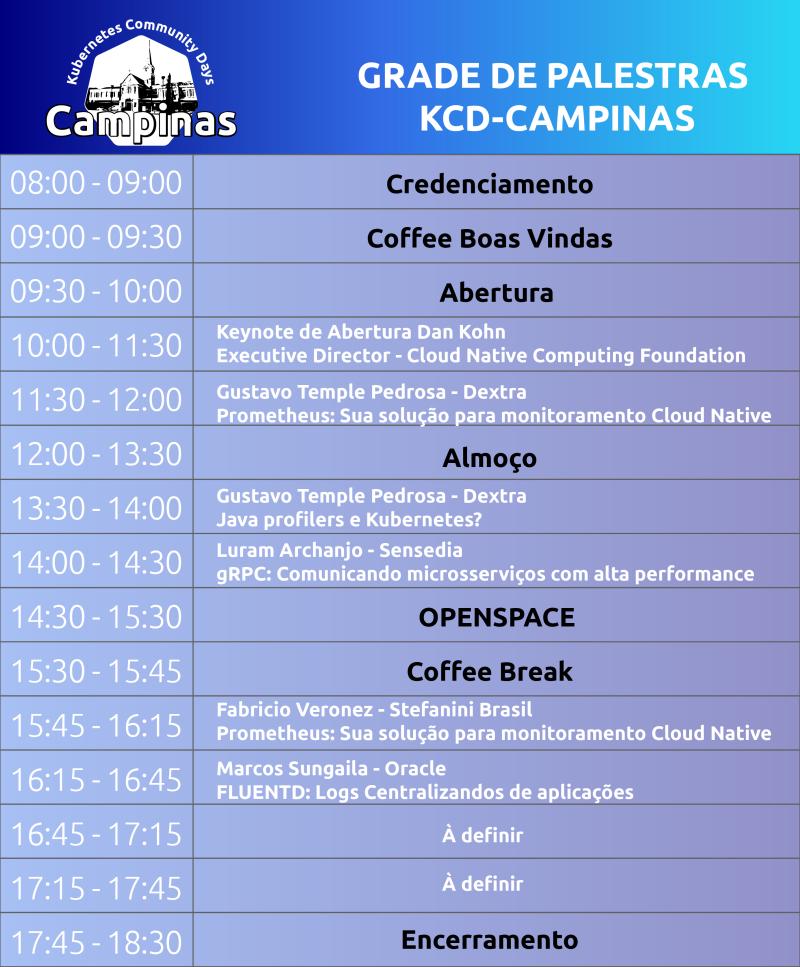 Kubernetes Community Days
Campinas
GRADE DE PALESTRAS
KCD-CAMPINAS
08:00 - 09:00
Credenciamento
09:00 - 09:30
Coffee Boas Vindas
09:30 - 10:00
Abertura
10:00 - 11:30
Keynote de Abertura Dan Kohn
Executive Director - Cloud Native Computing Foundation
11:30 - 12:00
Gustavo Temple Pedrosa - Dextra
Prometheus: Sua solução para monitoramento Cloud Native
12:00 - 13:30
Almoço
13:30 - 14:00
Gustavo Temple Pedrosa - Dextra
Java profilers e Kubernetes?
14:00 - 14:30
Luram Archanjo - Sensedia
gRPC: Comunicando microsserviços com alta performance
14:30 - 15:30
OPENSPACE
15:30 - 15:45
Coffee Break
15:45 - 16:15
Fabricio Veronez - Stefanini Brasil
Prometheus: Sua solução para monitoramento Cloud Native
16:15 - 16:45
Marcos Sungaila - Oracle
FLUENTD: Logs Centralizandos de aplicações
16:45 - 17:15
À definir
17:15 - 17:45
À definir
17:45 - 18:30
Encerramento